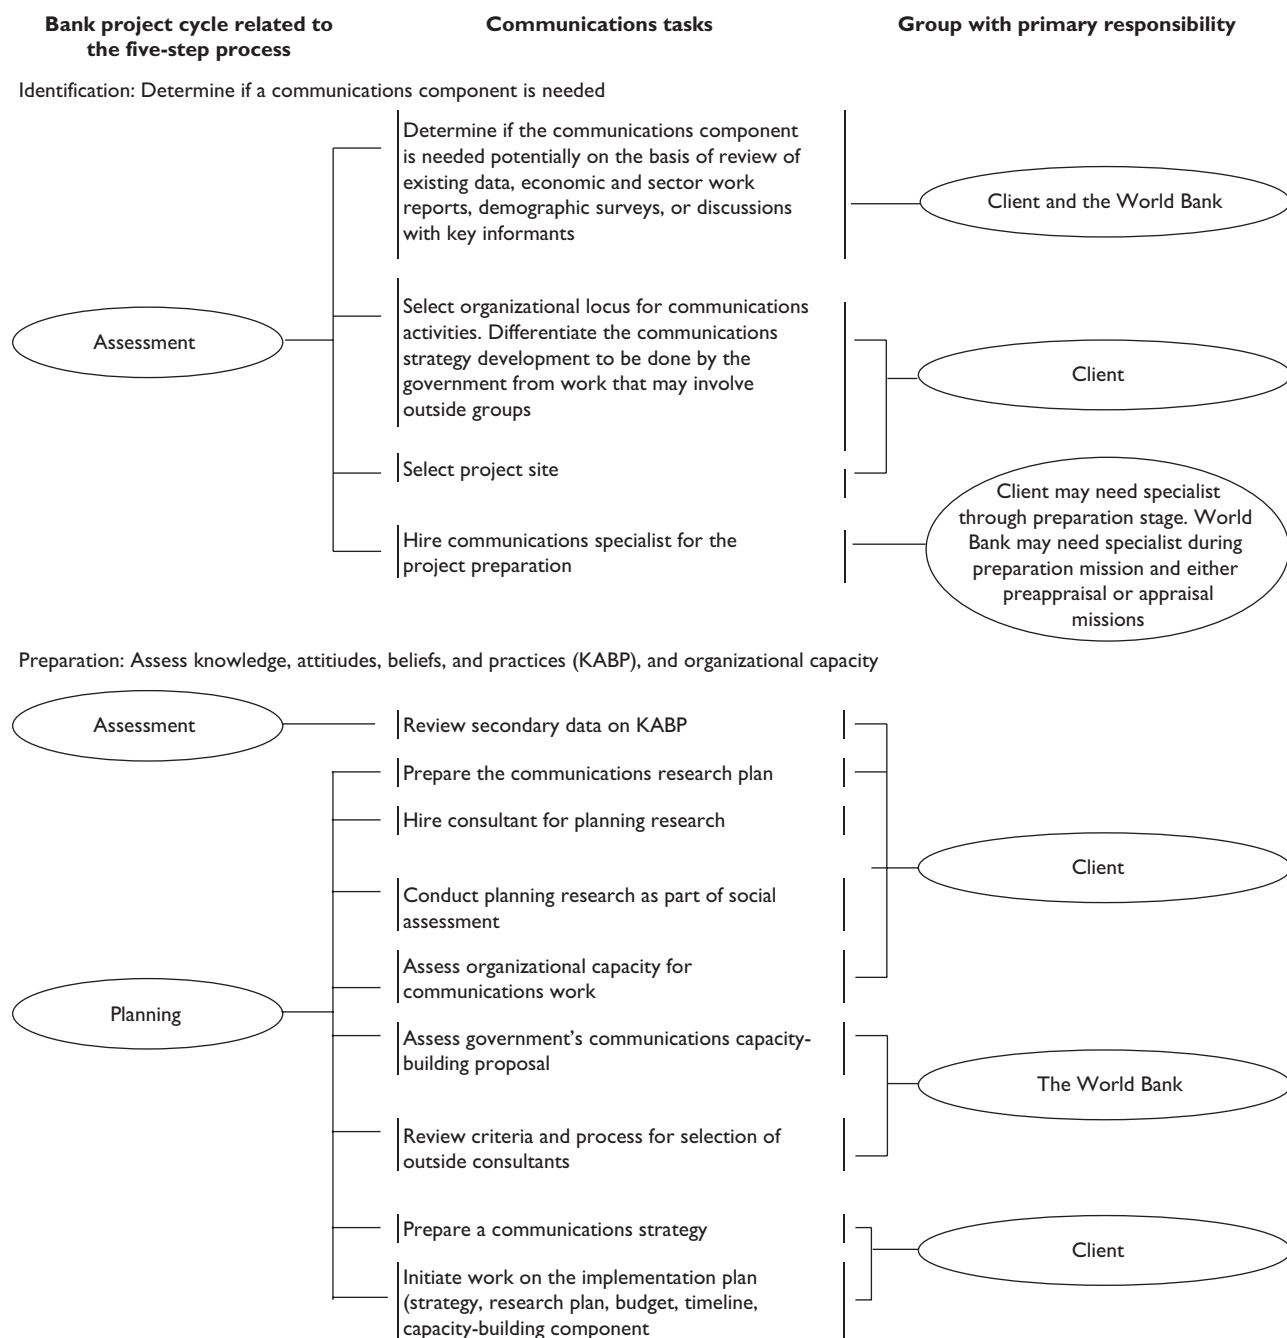 Bank project cycle related to
the five-step process
Communications tasks
Group with primary responsibility
Identification: Determine if a communications component is needed
Assessment
Determine if the communications component
is needed potentially on the basis of review of
existing data, economic and sector work
reports, demographic surveys, or discussions
with key informants
Client and the World Bank
Select organizational locus for communications
activities. Differentiate the communications
strategy development to be done by the
government from work that may involve
outside groups
Client
Select project site
Hire communications specialist for the
project preparation
Client may need specialist
through preparation stage. World
Bank may need specialist during
preparation mission and either
preappraisal or appraisal
missions
Preparation: Assess knowledge, attitiudes, beliefs, and practices (KABP), and organizational capacity
Assessment
Review secondary data on KABP
Planning
Prepare the communications research plan
Hire consultant for planning research
Conduct planning research as part of social
assessment
Assess organizational capacity for
communications work
Client
Assess government’s communications capacity-
building proposal
Review criteria and process for selection of
outside consultants
The World Bank
Prepare a communications strategy
Initiate work on the implementation plan
(strategy, research plan, budget, timeline,
capacity-building component
Client